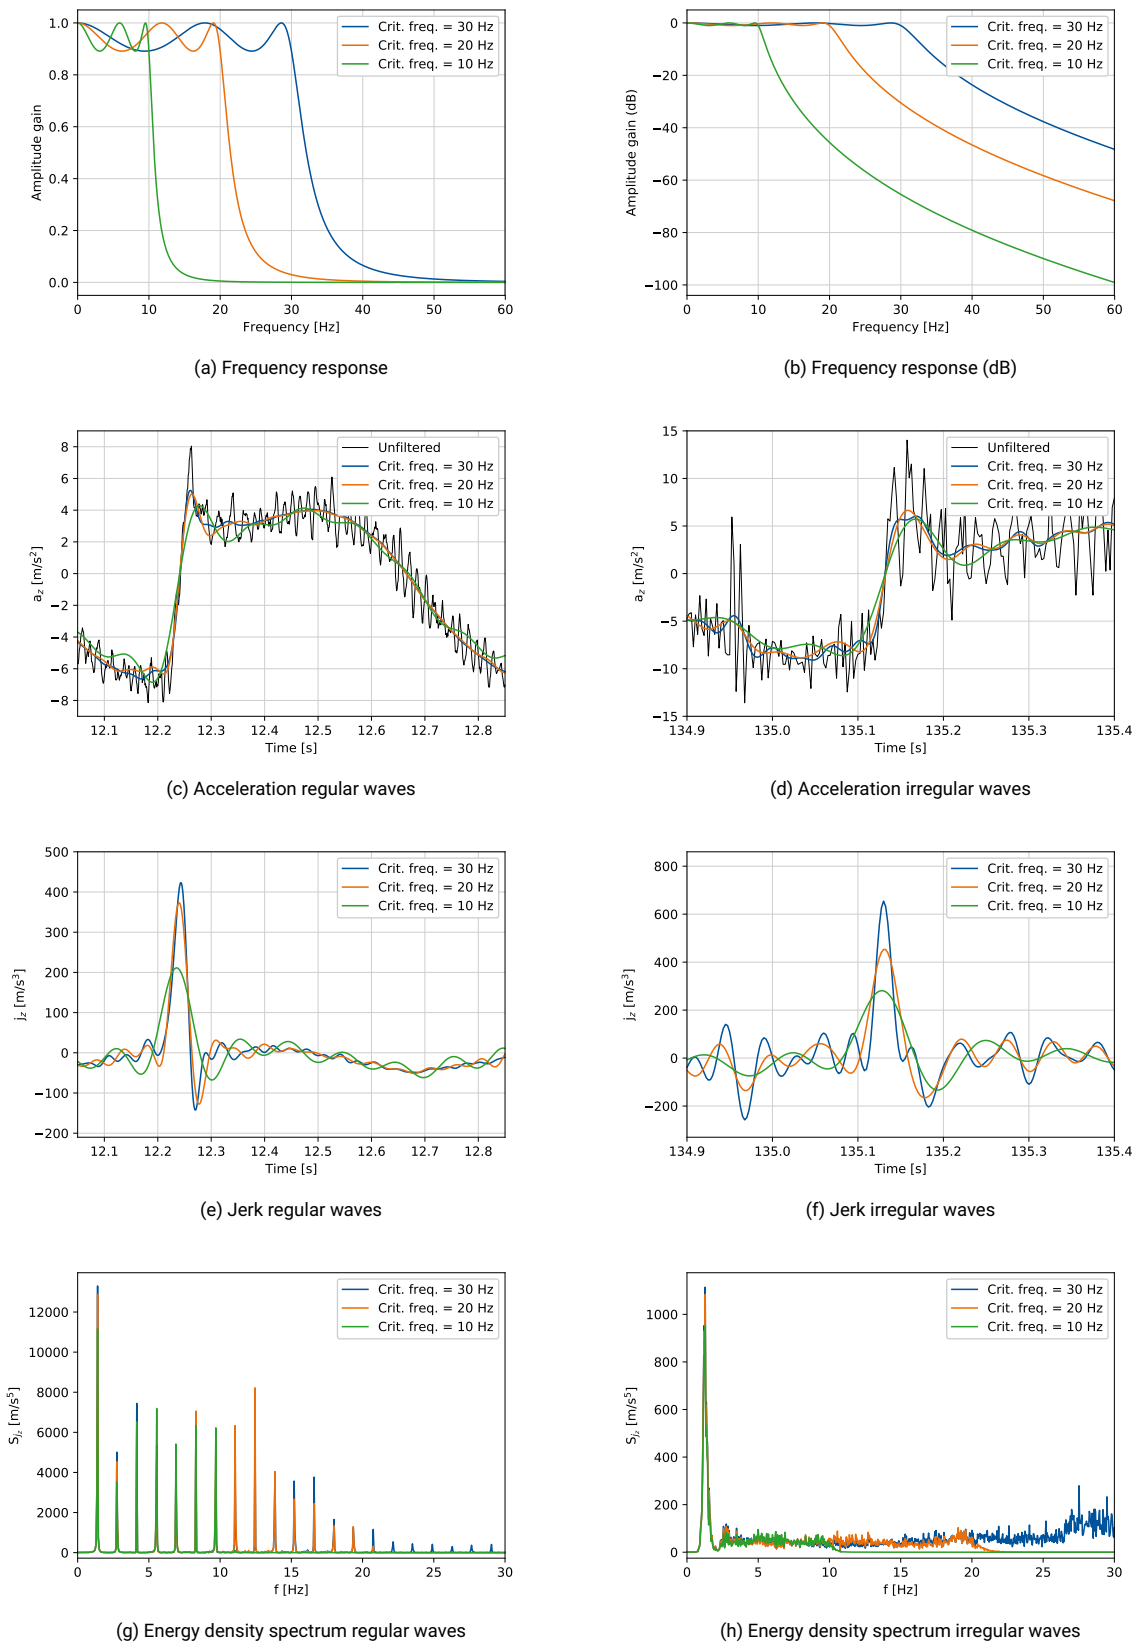 1.0
0.8
0.6
0.4
0.2
0.0
Amplitude gain
Crit. freq. = 30 Hz
Crit. freq. = 20 Hz
Crit. freq. = 10 Hz
0 10 20 30 40 50 60
Frequency [Hz]
(a) Frequency response
0
−20
−40
−60
−80
−100
Amplitude gain (dB)
Crit. freq. = 30 Hz
Crit. freq. = 20 Hz
Crit. freq. = 10 Hz
0 10 20 30 40 50 60
Frequency [Hz]
(b) Frequency response (dB)
8
6
4
2
0
−2
−4
−6
−8
a_z [m/s²]
Unfiltered
Crit. freq. = 30 Hz
Crit. freq. = 20 Hz
Crit. freq. = 10 Hz
12.1 12.2 12.3 12.4 12.5 12.6 12.7 12.8
Time [s]
(c) Acceleration regular waves
15
10
5
0
−5
−10
−15
a_z [m/s²]
Unfiltered
Crit. freq. = 30 Hz
Crit. freq. = 20 Hz
Crit. freq. = 10 Hz
134.9 135.0 135.1 135.2 135.3 135.4
Time [s]
(d) Acceleration irregular waves
500
400
300
200
100
0
−100
−200
j_z [m/s³]
Crit. freq. = 30 Hz
Crit. freq. = 20 Hz
Crit. freq. = 10 Hz
12.1 12.2 12.3 12.4 12.5 12.6 12.7 12.8
Time [s]
(e) Jerk regular waves
800
600
400
200
0
−200
j_z [m/s³]
Crit. freq. = 30 Hz
Crit. freq. = 20 Hz
Crit. freq. = 10 Hz
134.9 135.0 135.1 135.2 135.3 135.4
Time [s]
(f) Jerk irregular waves
12000
10000
8000
6000
4000
2000
0
S_{j_z} [m/s⁵]
Crit. freq. = 30 Hz
Crit. freq. = 20 Hz
Crit. freq. = 10 Hz
0 5 10 15 20 25 30
f [Hz]
(g) Energy density spectrum regular waves
1000
800
600
400
200
0
S_{j_z} [m/s⁵]
Crit. freq. = 30 Hz
Crit. freq. = 20 Hz
Crit. freq. = 10 Hz
0 5 10 15 20 25 30
f [Hz]
(h) Energy density spectrum irregular waves